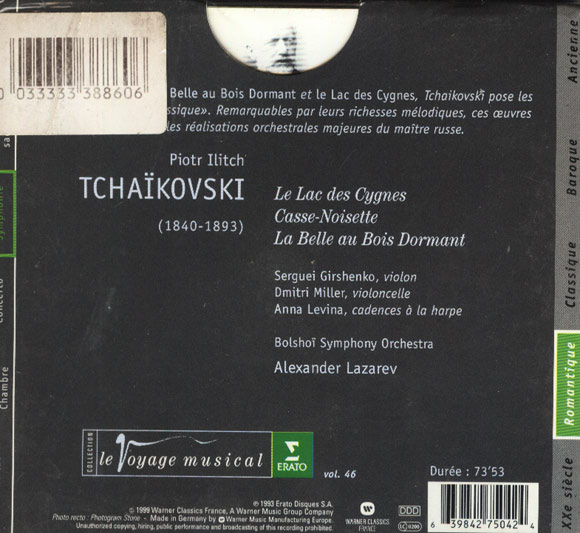 0 033333 388606
Belle au Bois Dormant et le Lac des Cygnes, Tchaikovski pose les
ssique». Remarquables par leurs richesses mélodiques, ces œuvres
les réalisations orchestrales majeures du maître russe.
Piotr Ilitch
TCHAÏKOVSKI
(1840-1893)
Le Lac des Cygnes
Casse-Noisette
La Belle au Bois Dormant
Serguei Girshenko, violon
Dmitri Miller, violoncelle
Anna Levina, cadences à la harpe
Bolshoï Symphony Orchestra
Alexander Lazarev
COLLECTION
le Voyage musical
ERATO
vol. 46
Durée : 73'53
℗ 1993 Erato Disques S.A.
© 1999 Warner Classics France, A Warner Music Group Company
Photo recto : Photogram Stone - Made in Germany by Warner Music Manufacturing Europe.
Unauthorized copying, hiring, public performance and broadcasting of this recording prohibited.
WARNER CLASSICS
FRANCE
DDD
LC 0200
6 39842 75042 4
sa
Symphonie
Concerto
Chambre
Ancienne
Baroque
Classique
Romantique
XXe siècle